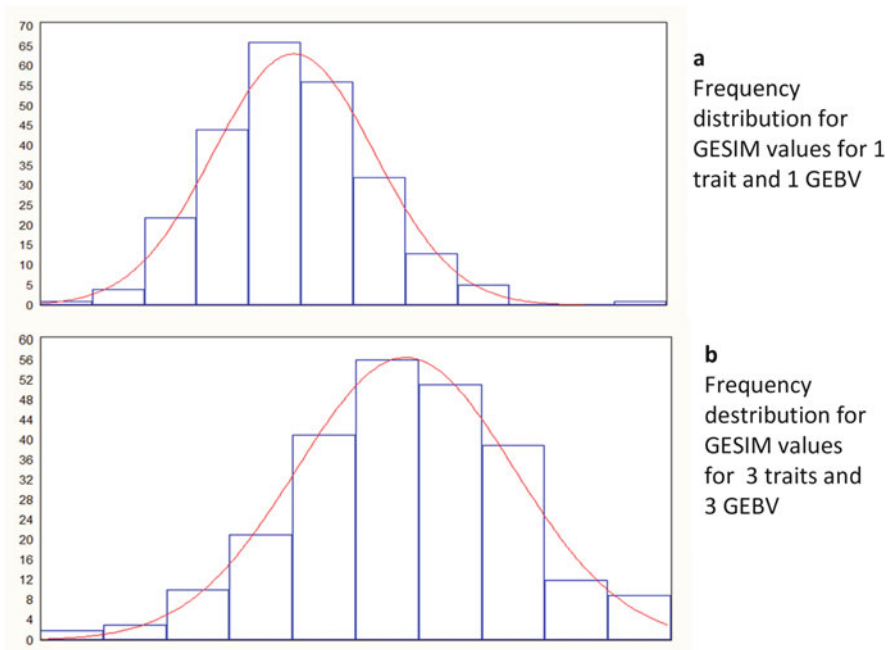 70
65
60
55
50
45
40
35
30
25
20
15
10
5
0
a
Frequency
distribution for
GESIM values for 1
trait and 1 GEBV
60
56
52
48
44
40
36
32
28
24
20
16
12
8
4
0
b
Frequency
destribution for
GESIM values
for 3 traits and
3 GEBV